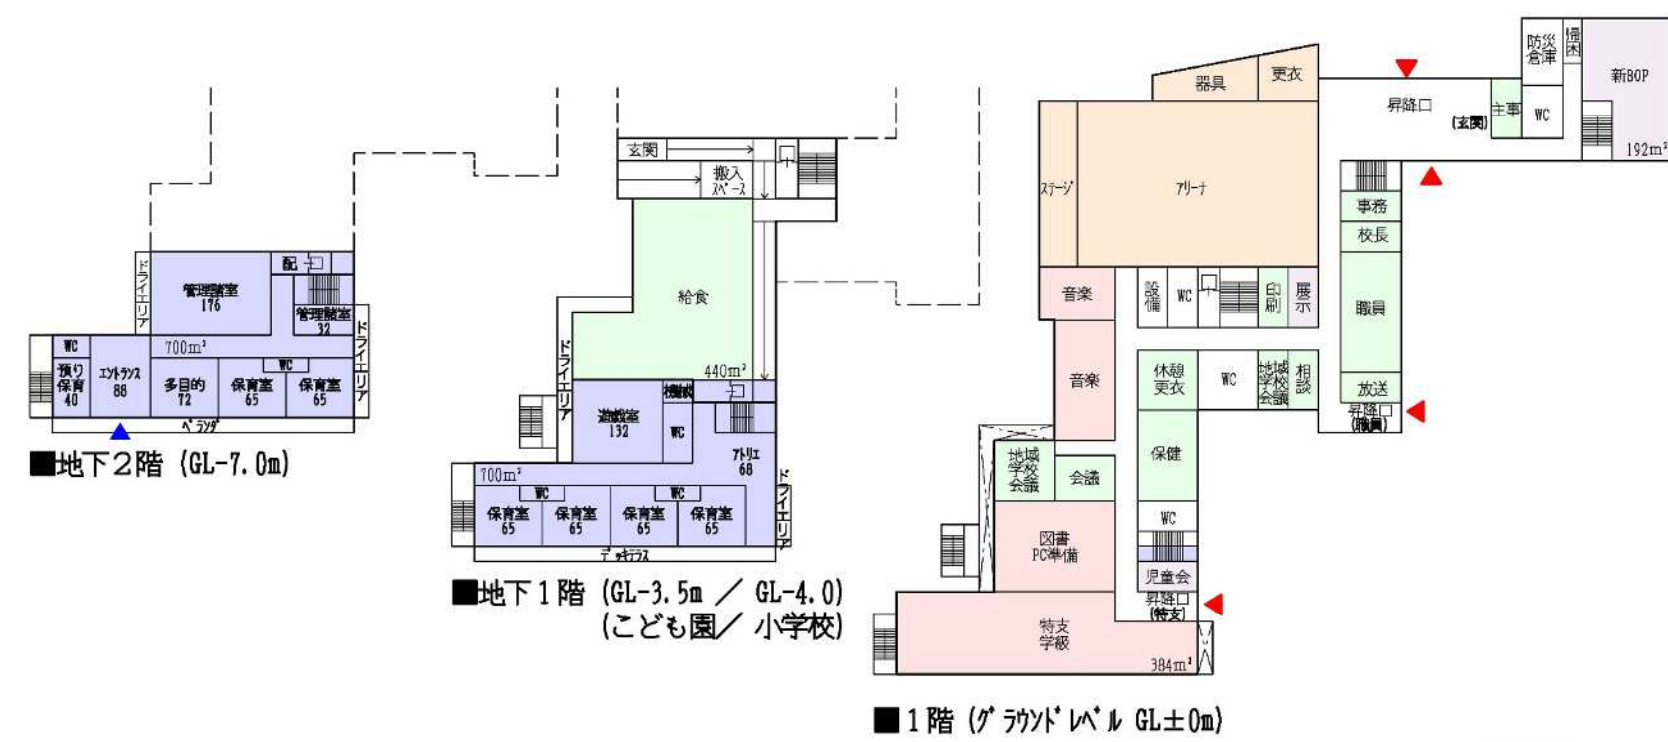 ドライエリア
管理諸室
176
配
管理諸室
32
ドライエリア
WC
預り
保育
40
エントランス
88
700m²
多目的
72
保育室
65
WC
保育室
65
ベランダ
■地下2階 (GL-7.0m)
玄関
搬入
スペース
給食
440m²
ドライエリア
遊戯室
132
機械
WC
アトリエ
68
700m²
WC
WC
保育室
65
保育室
65
保育室
65
保育室
65
ドライエリア
デッキテラス
■地下1階 (GL-3.5m / GL-4.0)
(こども園/ 小学校)
器具
更衣
ステージ
アリーナ
昇降口
(玄関)
主事
防災
倉庫
WC
帰困
新BOP
192m²
事務
校長
職員
放送
昇降口
(職員)
音楽
設備
WC
印刷
展示
音楽
休憩
更衣
WC
地域
学校
会議
相談
保健
地域
学校
会議
会議
WC
図書
PC準備
児童会
昇降口
(特支)
特支
学級
384m²
■1階 (グラウンドレベル GL±0m)